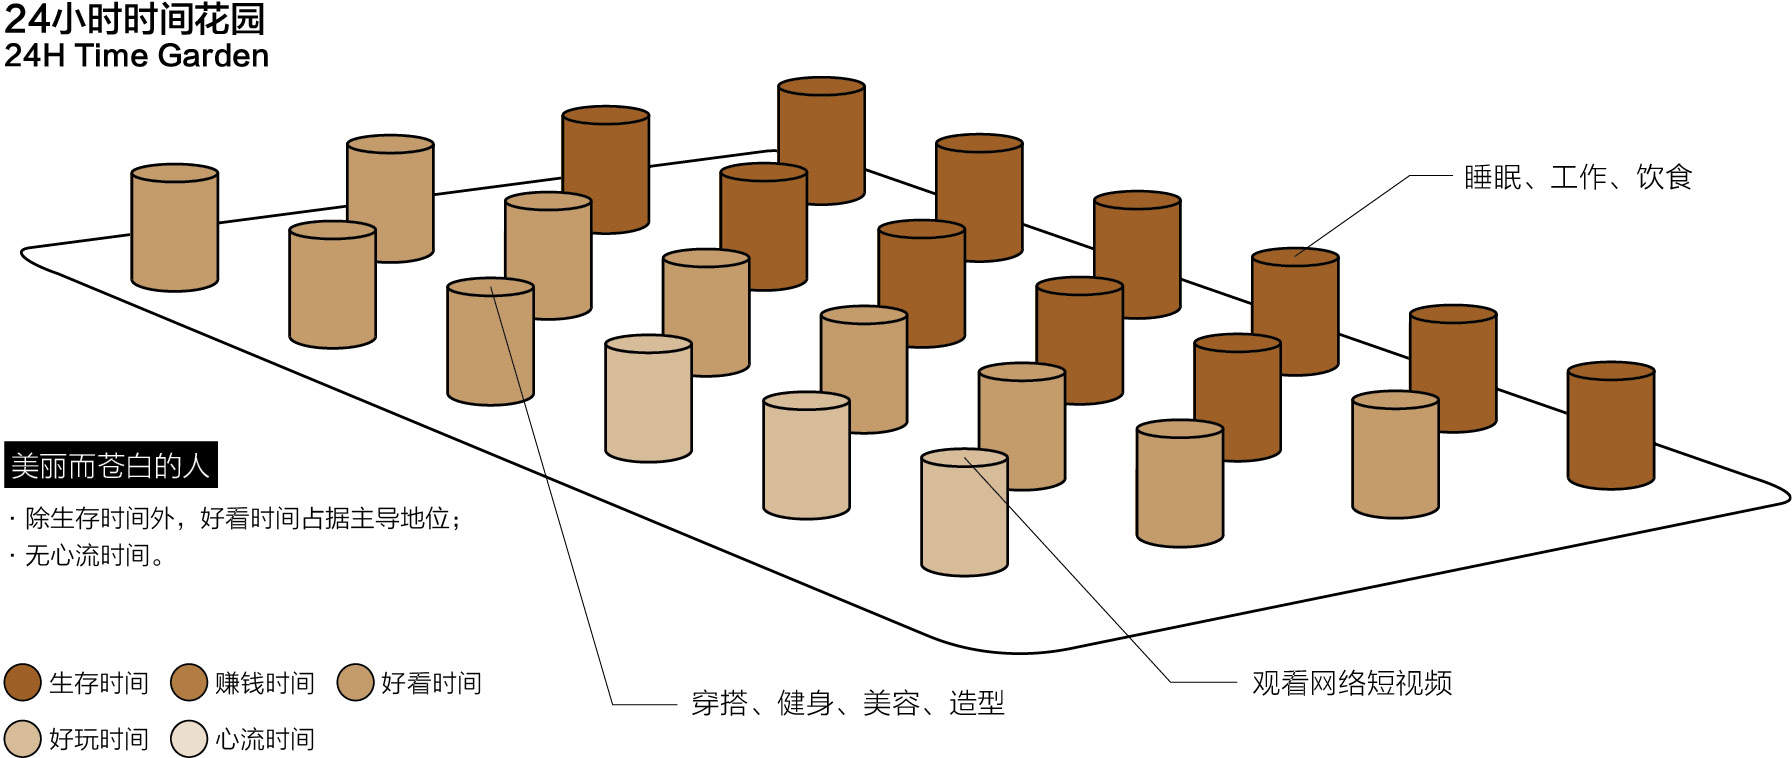 24小时时间花园
24H Time Garden
睡眠、工作、饮食
美丽而苍白的人
· 除生存时间外，好看时间占据主导地位；
· 无心流时间。
生存时间
赚钱时间
好看时间
好玩时间
心流时间
穿搭、健身、美容、造型
观看网络短视频